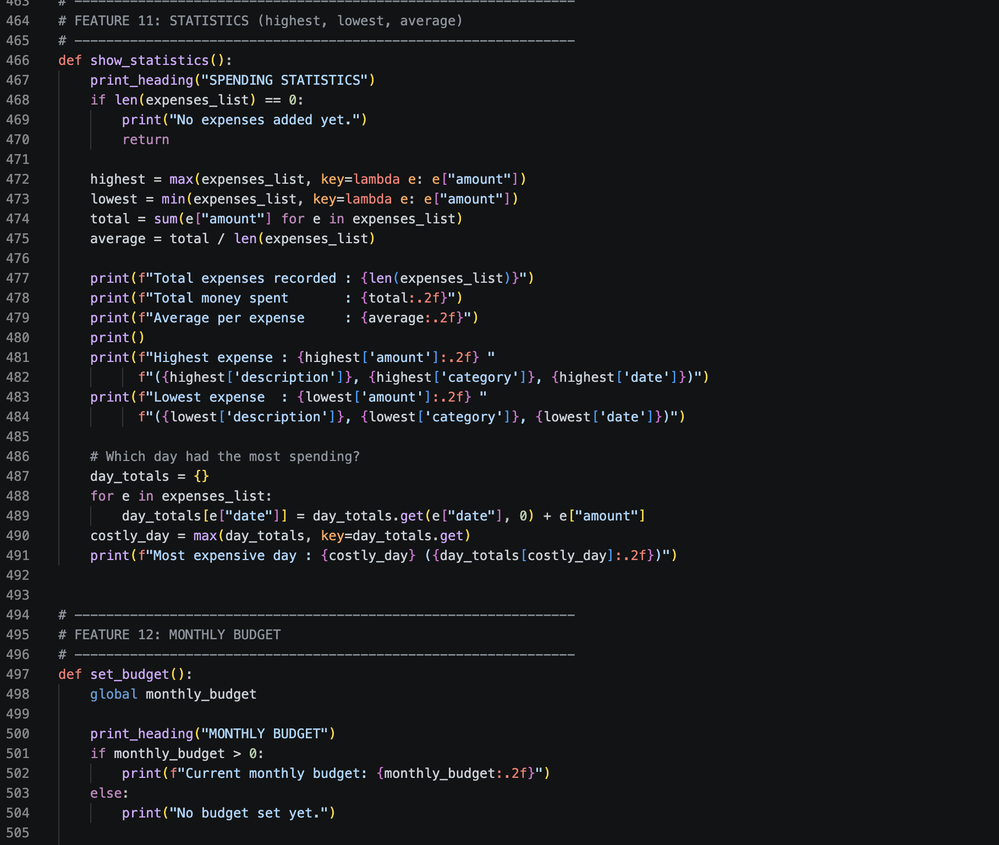 463 # ---------------------------------------------------------------
464 # FEATURE 11: STATISTICS (highest, lowest, average)
465 # ---------------------------------------------------------------
466 def show_statistics():
467     print_heading("SPENDING STATISTICS")
468     if len(expenses_list) == 0:
469         print("No expenses added yet.")
470         return
471
472     highest = max(expenses_list, key=lambda e: e["amount"])
473     lowest = min(expenses_list, key=lambda e: e["amount"])
474     total = sum(e["amount"] for e in expenses_list)
475     average = total / len(expenses_list)
476
477     print(f"Total expenses recorded : {len(expenses_list)}")
478     print(f"Total money spent       : {total:.2f}")
479     print(f"Average per expense     : {average:.2f}")
480     print()
481     print(f"Highest expense : {highest['amount']:.2f} "
482           f"({highest['description']}, {highest['category']}, {highest['date']})")
483     print(f"Lowest expense  : {lowest['amount']:.2f} "
484           f"({lowest['description']}, {lowest['category']}, {lowest['date']})")
485
486     # Which day had the most spending?
487     day_totals = {}
488     for e in expenses_list:
489         day_totals[e["date"]] = day_totals.get(e["date"], 0) + e["amount"]
490     costly_day = max(day_totals, key=day_totals.get)
491     print(f"Most expensive day : {costly_day} ({day_totals[costly_day]:.2f})")
492
493
494 # ---------------------------------------------------------------
495 # FEATURE 12: MONTHLY BUDGET
496 # ---------------------------------------------------------------
497 def set_budget():
498     global monthly_budget
499
500     print_heading("MONTHLY BUDGET")
501     if monthly_budget > 0:
502         print(f"Current monthly budget: {monthly_budget:.2f}")
503     else:
504         print("No budget set yet.")
505